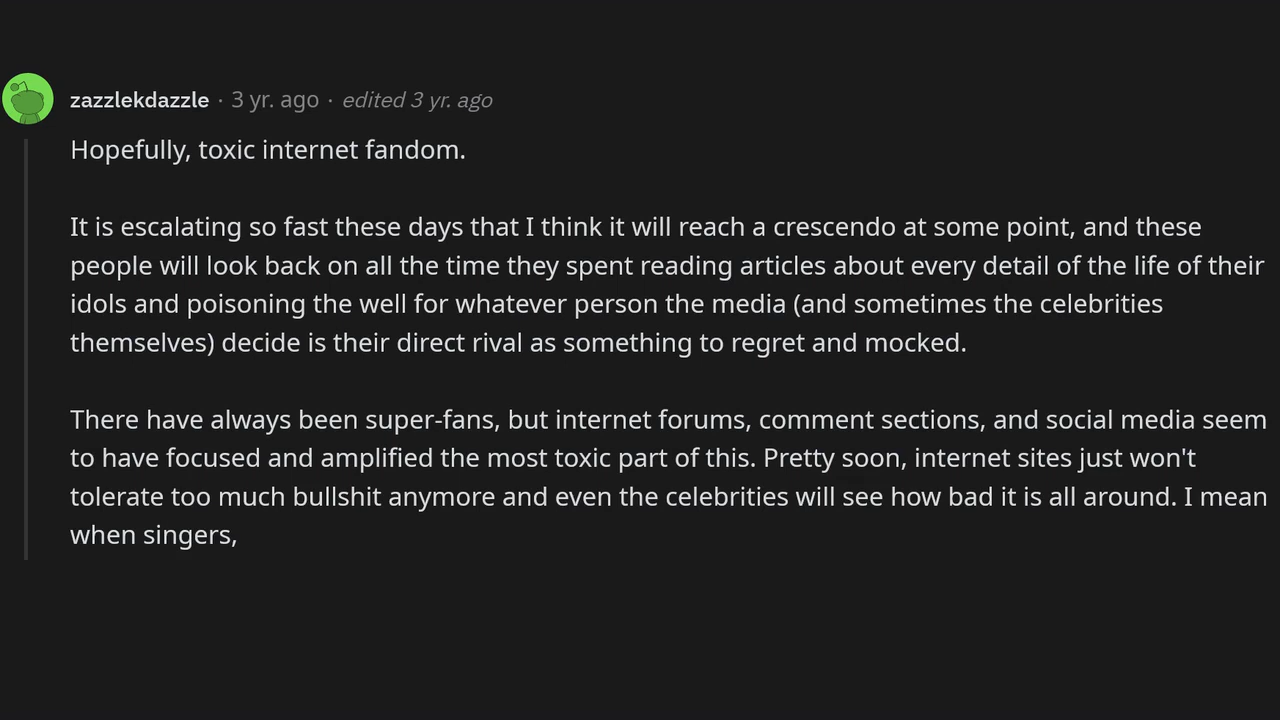 zazzlekdazzle · 3 yr. ago · edited 3 yr. ago
Hopefully, toxic internet fandom.
It is escalating so fast these days that I think it will reach a crescendo at some point, and these
people will look back on all the time they spent reading articles about every detail of the life of their
idols and poisoning the well for whatever person the media (and sometimes the celebrities
themselves) decide is their direct rival as something to regret and mocked.
There have always been super-fans, but internet forums, comment sections, and social media seem
to have focused and amplified the most toxic part of this. Pretty soon, internet sites just won't
tolerate too much bullshit anymore and even the celebrities will see how bad it is all around. I mean
when singers,